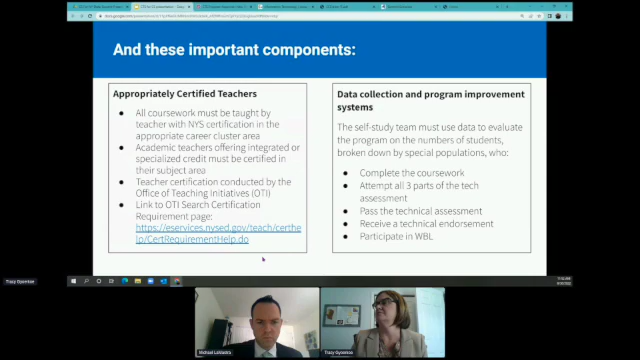 And these important components:
Appropriately Certified Teachers
● All coursework must be taught by
teacher with NYS certification in the
appropriate career cluster area
● Academic teachers offering integrated or
specialized credit must be certified in
their subject area
● Teacher certification conducted by the
Office of Teaching Initiatives (OTI)
● Link to OTI Search Certification
Requirement page:
https://eservices.nysed.gov/teach/certhe
lp/CertRequirementHelp.do
Data collection and program improvement
systems
The self-study team must use data to evaluate
the program on the numbers of students,
broken down by special populations, who:
● Complete the coursework
● Attempt all 3 parts of the tech
assessment
● Pass the technical assessment
● Receive a technical endorsement
● Participate in WBL